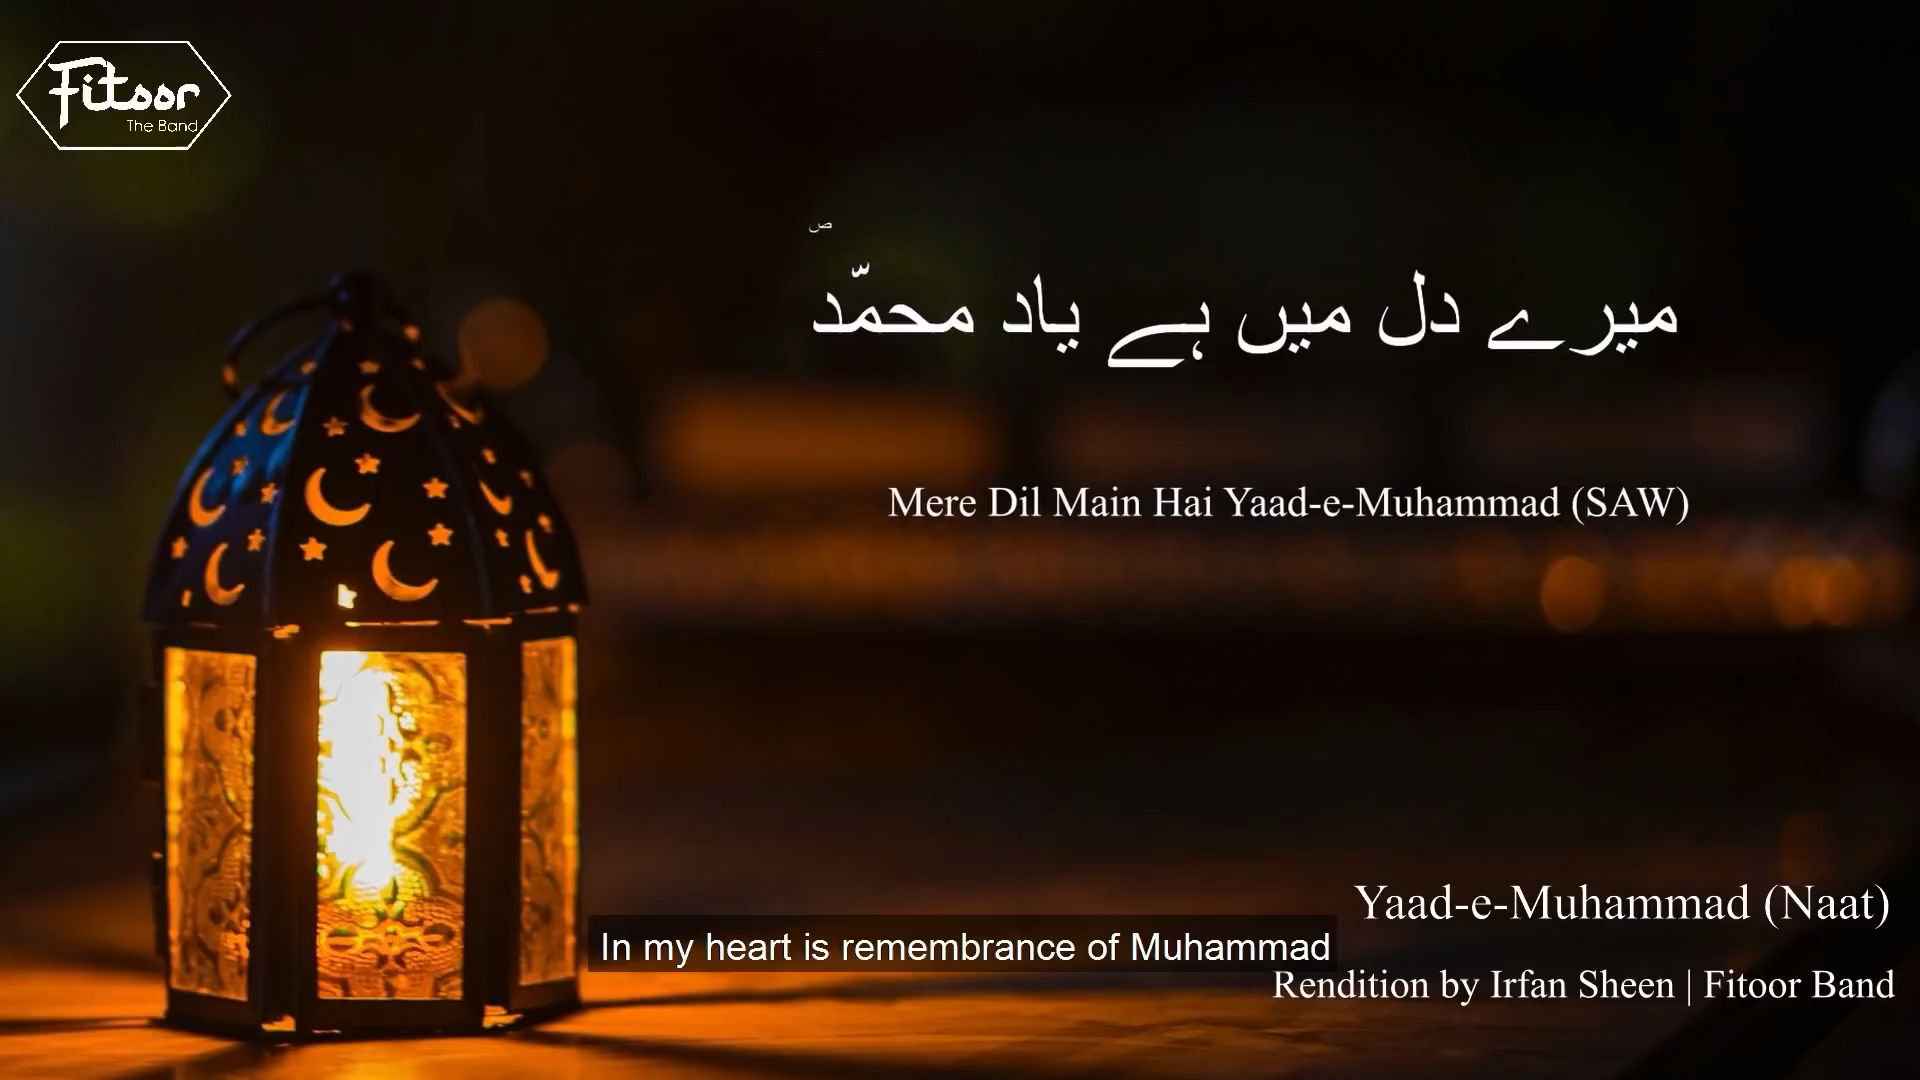 Fitoor
The Band
میرے دل میں ہے یاد محمّدؐ
Mere Dil Main Hai Yaad-e-Muhammad (SAW)
Yaad-e-Muhammad (Naat)
In my heart is remembrance of Muhammad
Rendition by Irfan Sheen | Fitoor Band